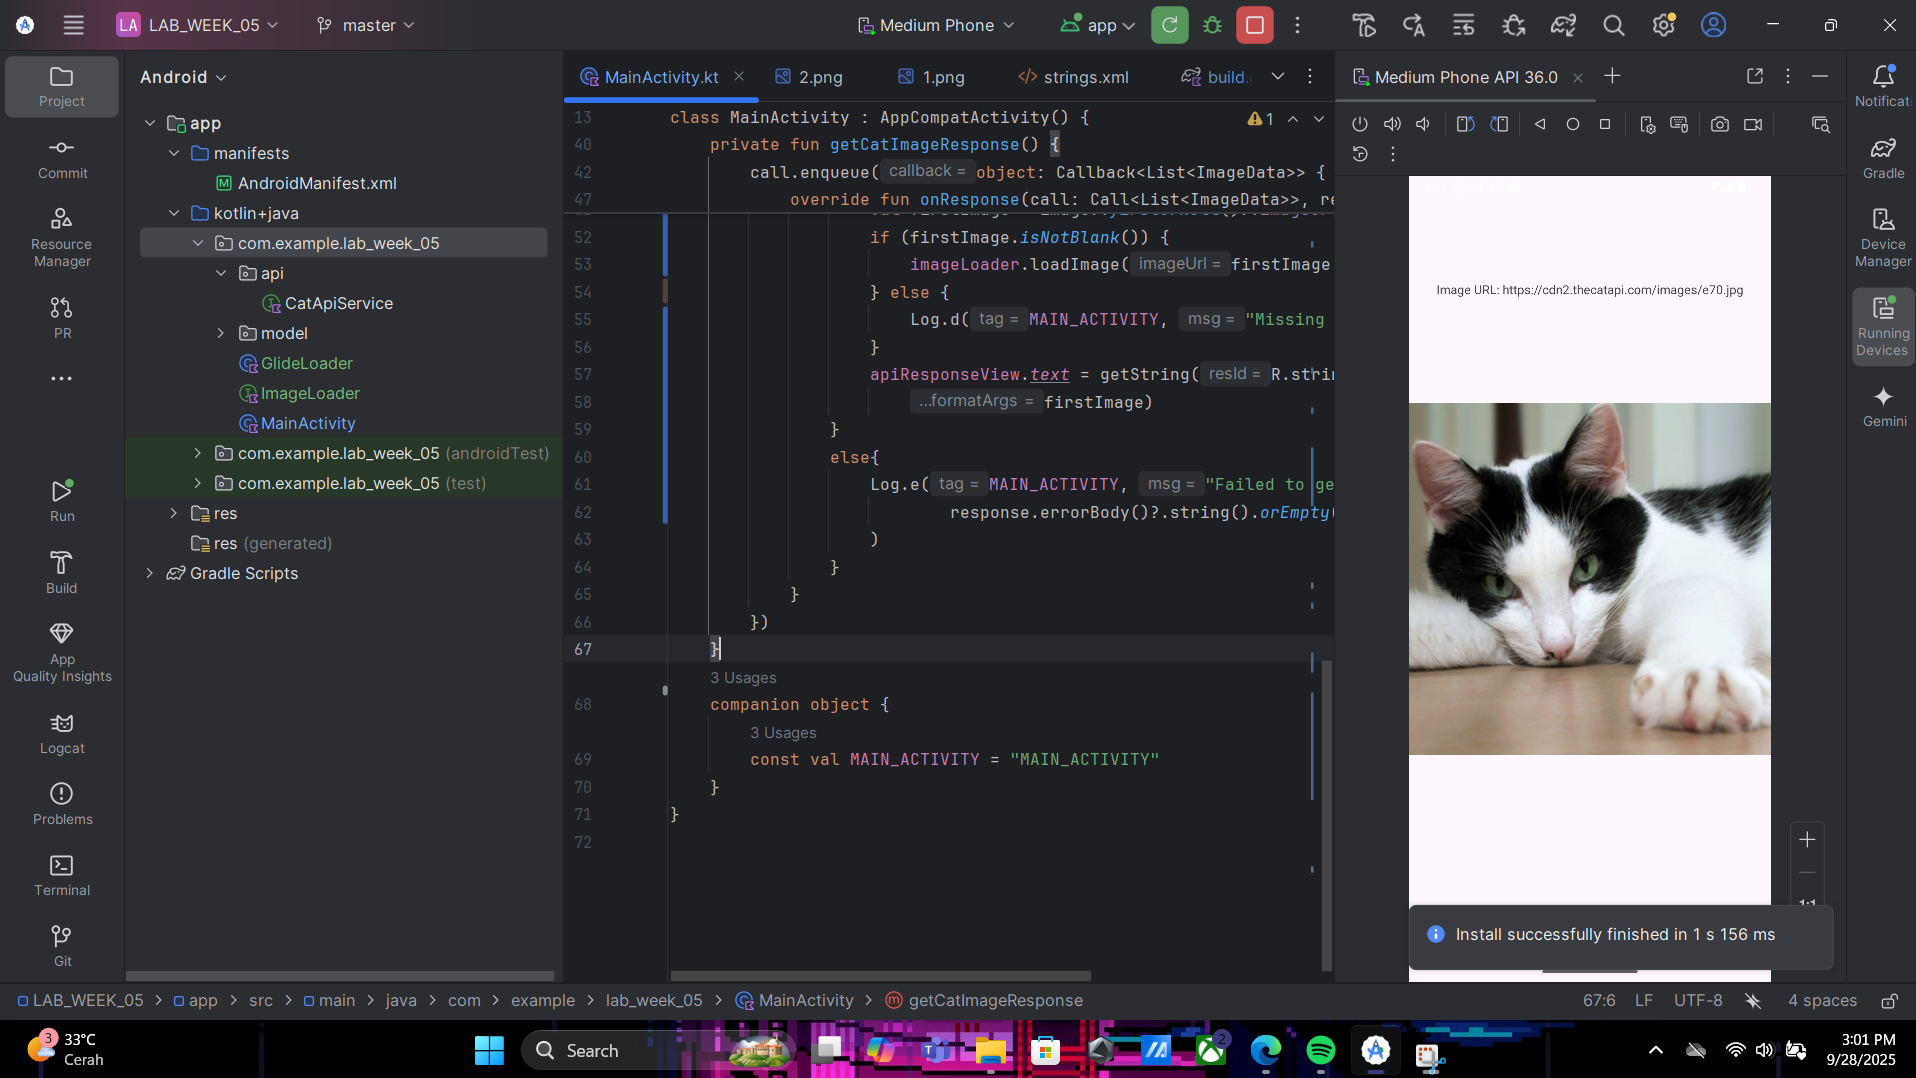 LA LAB_WEEK_05
master
Medium Phone
app
Project
Commit
Resource
Manager
PR
Run
Build
App
Quality Insights
Logcat
Problems
Terminal
Git
Android
app
manifests
AndroidManifest.xml
kotlin+java
com.example.lab_week_05
api
CatApiService
model
GlideLoader
ImageLoader
MainActivity
com.example.lab_week_05 (androidTest)
com.example.lab_week_05 (test)
res
res (generated)
Gradle Scripts
MainActivity.kt
2.png
1.png
strings.xml
build.
13 class MainActivity : AppCompatActivity() {
1
40 private fun getCatImageResponse() {
42 call.enqueue( callback = object: Callback<List<ImageData>> {
47 override fun onResponse(call: Call<List<ImageData>>, re
52 if (firstImage.isNotBlank()) {
53 imageLoader.loadImage( imageUrl = firstImage
54 } else {
55 Log.d( tag = MAIN_ACTIVITY, msg = "Missing
56 }
57 apiResponseView.text = getString( resId = R.strin
58 ...formatArgs = firstImage)
59 }
60 else{
61 Log.e( tag = MAIN_ACTIVITY, msg = "Failed to ge
62 response.errorBody()?.string().orEmpty(
63 )
64 }
65 }
66 })
67 }
3 Usages
68 companion object {
3 Usages
69 const val MAIN_ACTIVITY = "MAIN_ACTIVITY"
70 }
71 }
72
Medium Phone API 36.0
Image URL: https://cdn2.thecatapi.com/images/e70.jpg
Install successfully finished in 1 s 156 ms
Notificat
Gradle
Device
Manager
Running
Devices
Gemini
LAB_WEEK_05 > app > src > main > java > com > example > lab_week_05 > MainActivity > getCatImageResponse
67:6 LF UTF-8 4 spaces
3
33°C
Cerah
Search
2
3:01 PM
9/28/2025